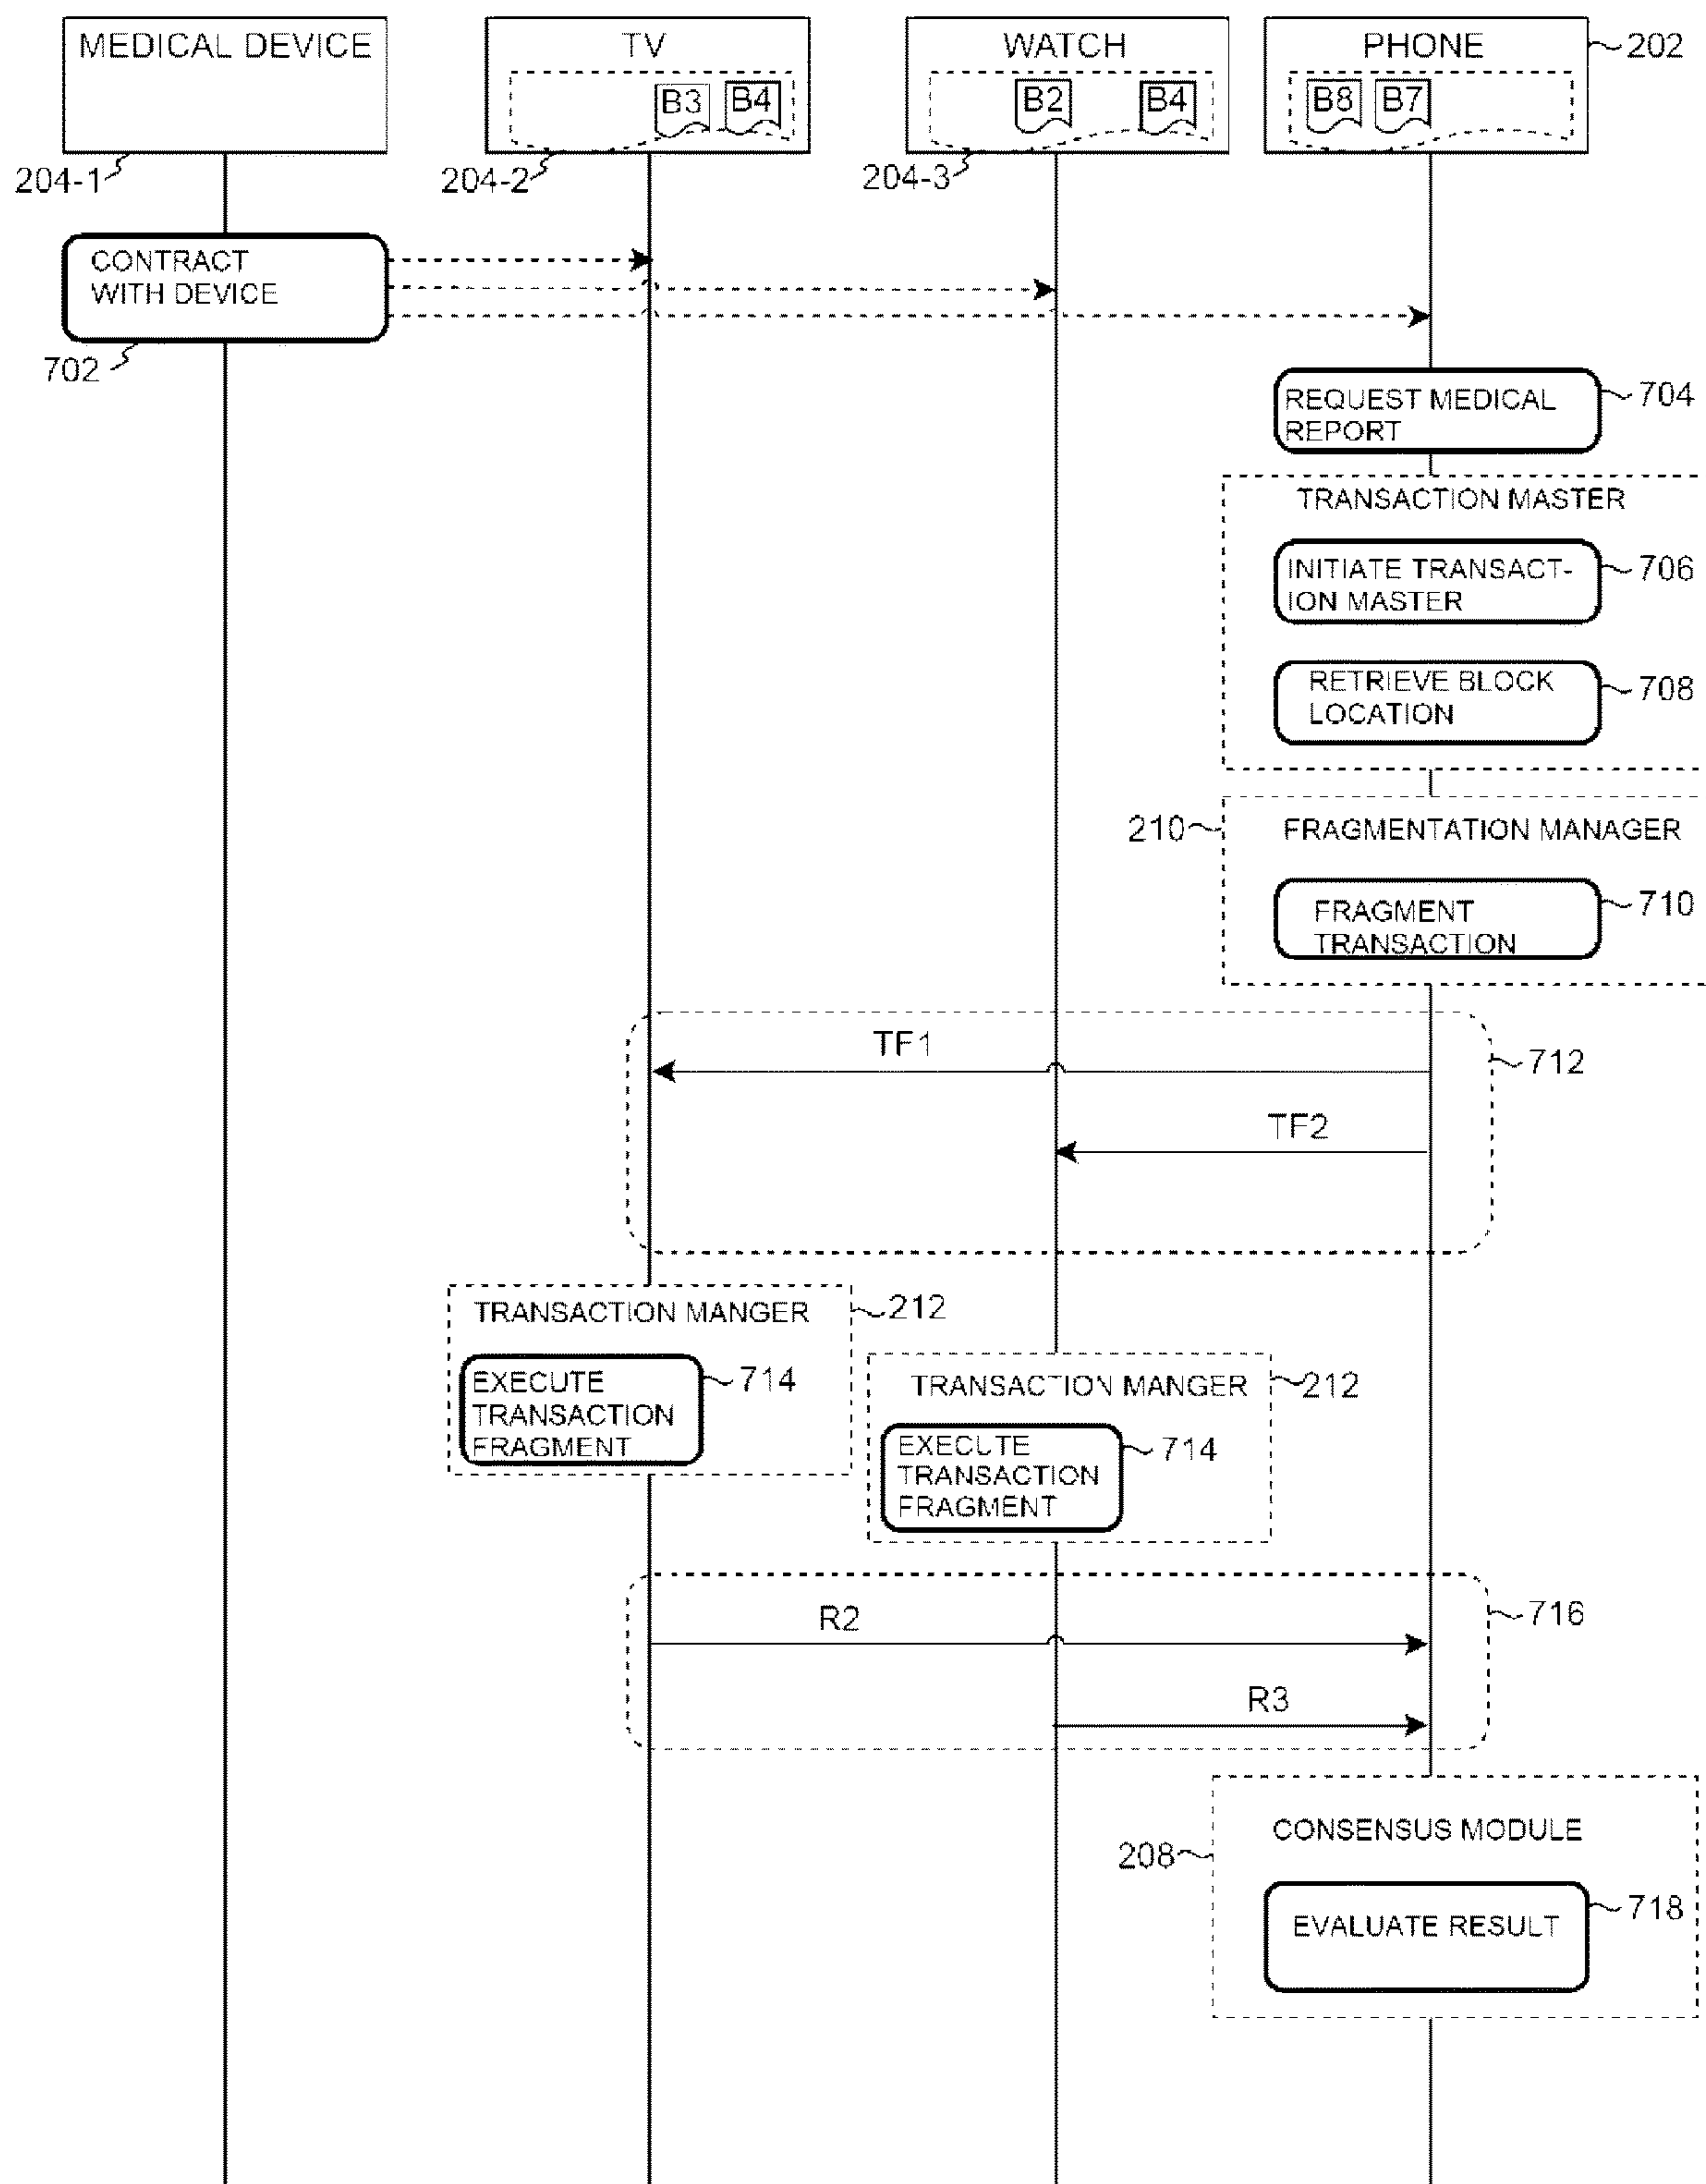 MEDICAL DEVICE
TV
WATCH
PHONE
202
B3
B4
B2
B4
B8
B7
204-1
204-2
204-3
CONTRACT
WITH DEVICE
702
REQUEST MEDICAL
REPORT
704
TRANSACTION MASTER
INITIATE TRANSACT-
ION MASTER
706
RETRIEVE BLOCK
LOCATION
708
210
FRAGMENTATION MANAGER
FRAGMENT
TRANSACTION
710
TF1
712
TF2
TRANSACTION MANGER
212
EXECUTE
TRANSACTION
FRAGMENT
714
TRANSACTION MANGER
212
EXECUTE
TRANSACTION
FRAGMENT
714
R2
716
R3
CONSENSUS MODULE
208
EVALUATE RESULT
718